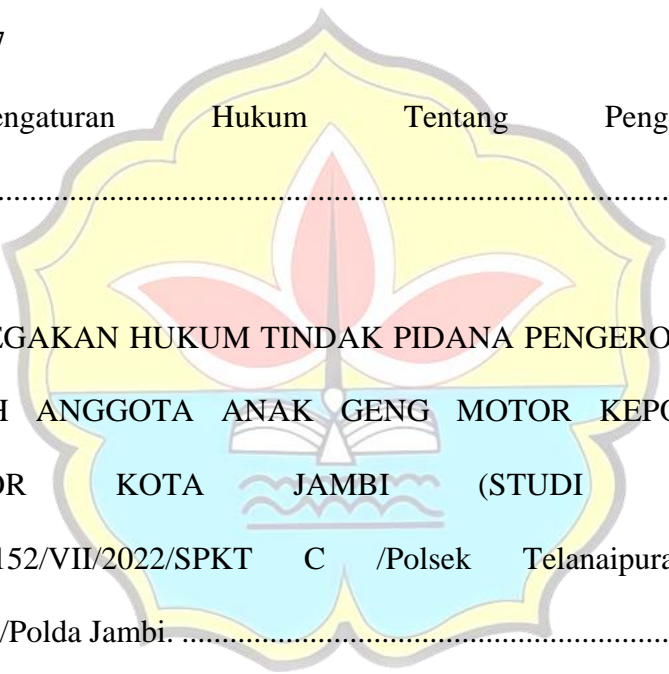 7
engaturan Hukum Tentang Peng
................................................................................
EGAKAN HUKUM TINDAK PIDANA PENGERO
H ANGGOTA ANAK GENG MOTOR KEPO
OR KOTA JAMBI (STUDI
152/VII/2022/SPKT C /Polsek Telanaipura
/Polda Jambi. .......................................................